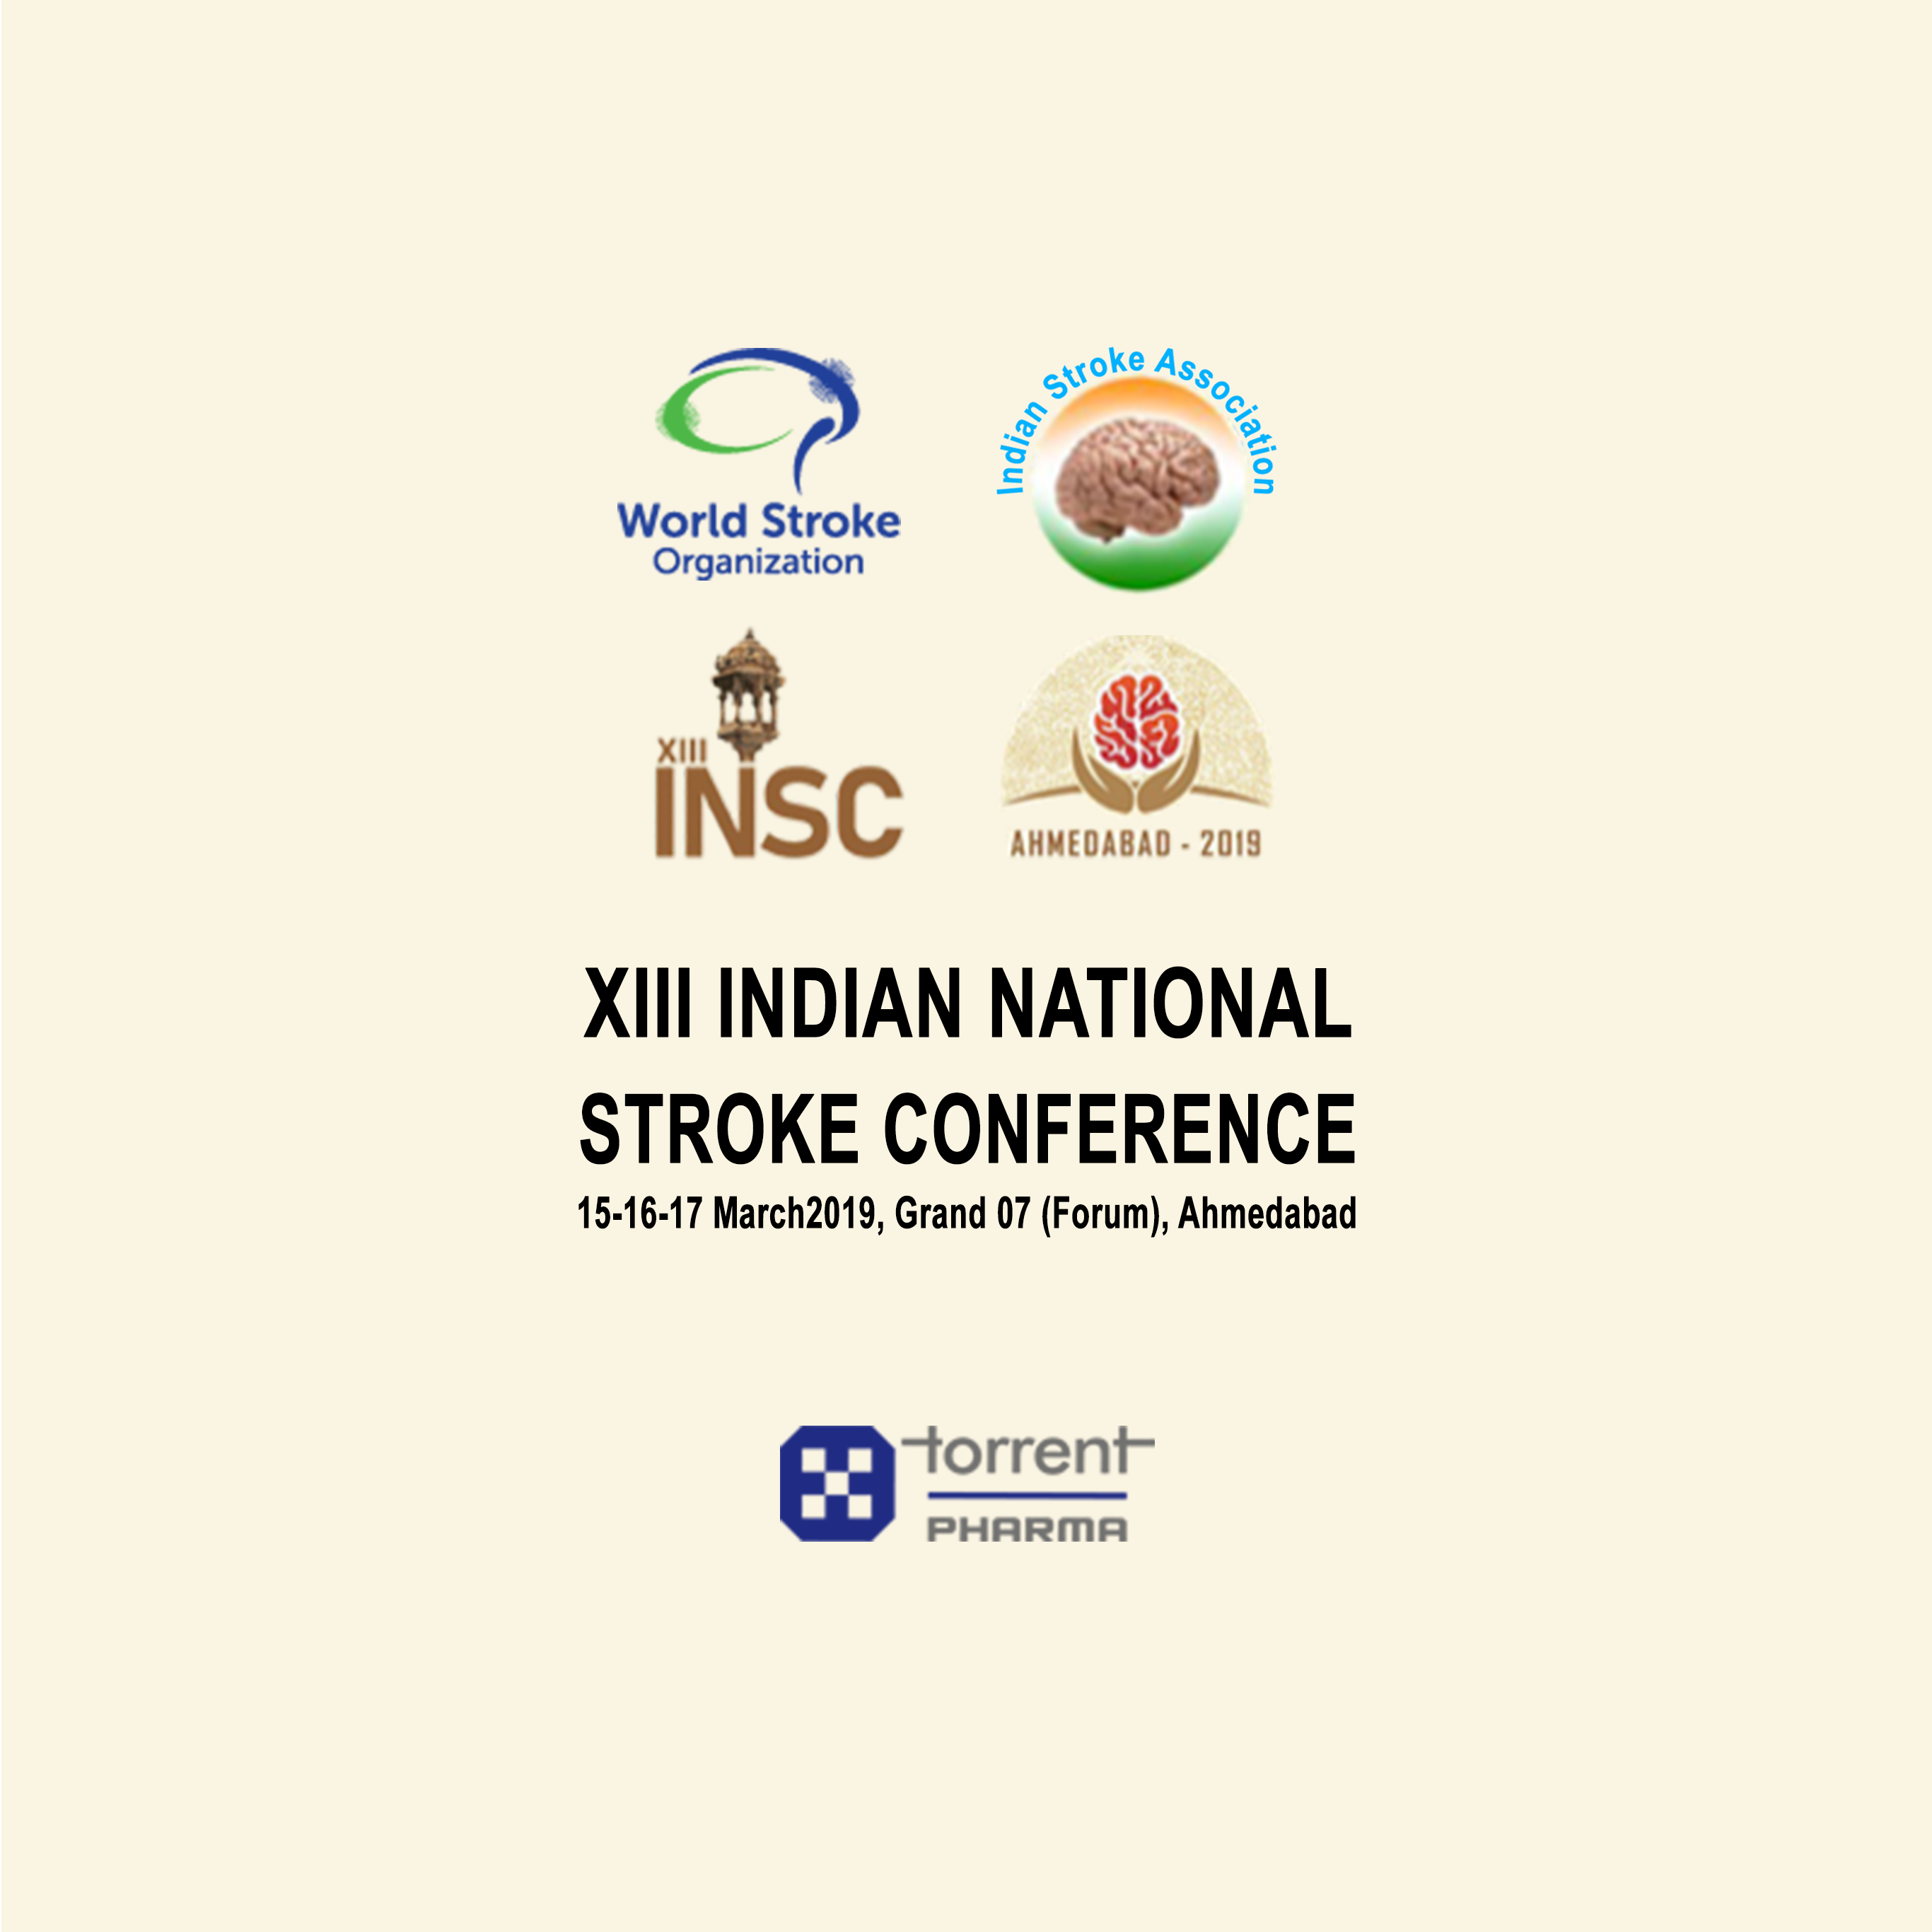 World Stroke
Organization
Indian Stroke Association
XIII
INSC
AHMEDABAD - 2019
XIII INDIAN NATIONAL
STROKE CONFERENCE
15-16-17 March2019, Grand 07 (Forum), Ahmedabad
torrent
PHARMA